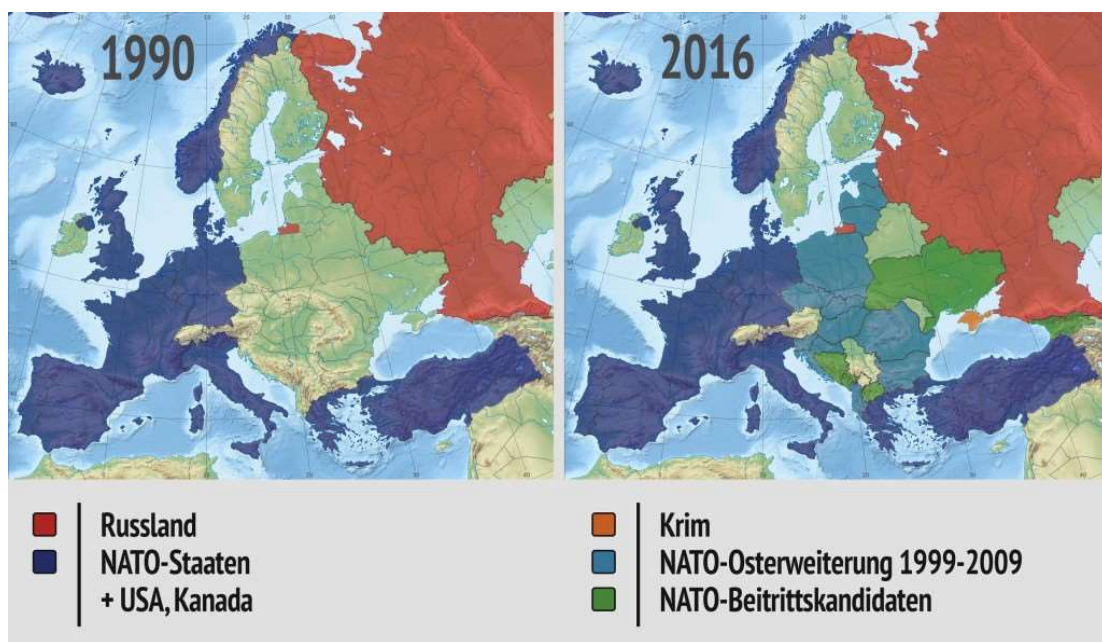 1990
2016
Russland
NATO-Staaten
+ USA, Kanada
Krim
NATO-Osterweiterung 1999-2009
NATO-Beitrittskandidaten